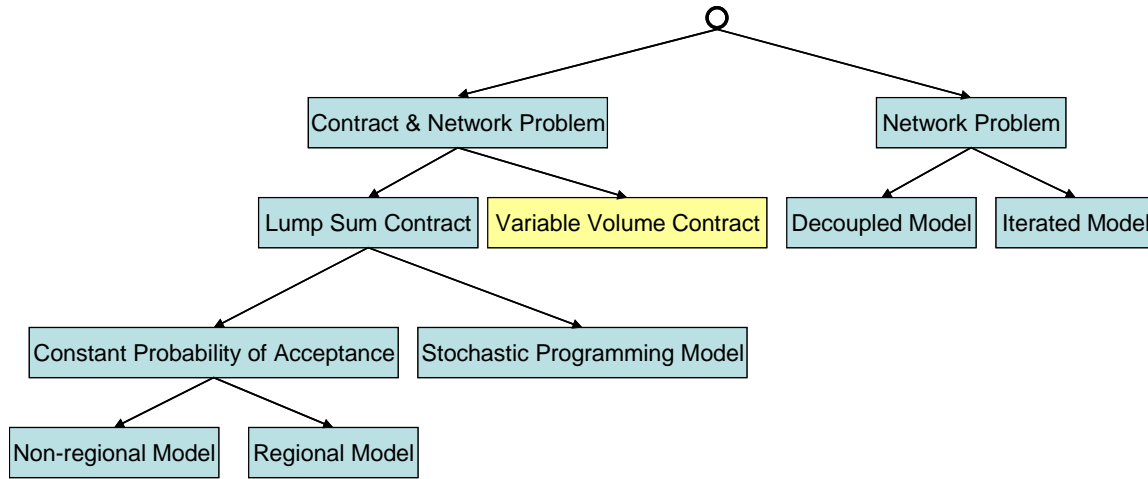 Contract & Network Problem
Network Problem
Lump Sum Contract
Variable Volume Contract
Decoupled Model
Iterated Model
Constant Probability of Acceptance
Stochastic Programming Model
Non-regional Model
Regional Model